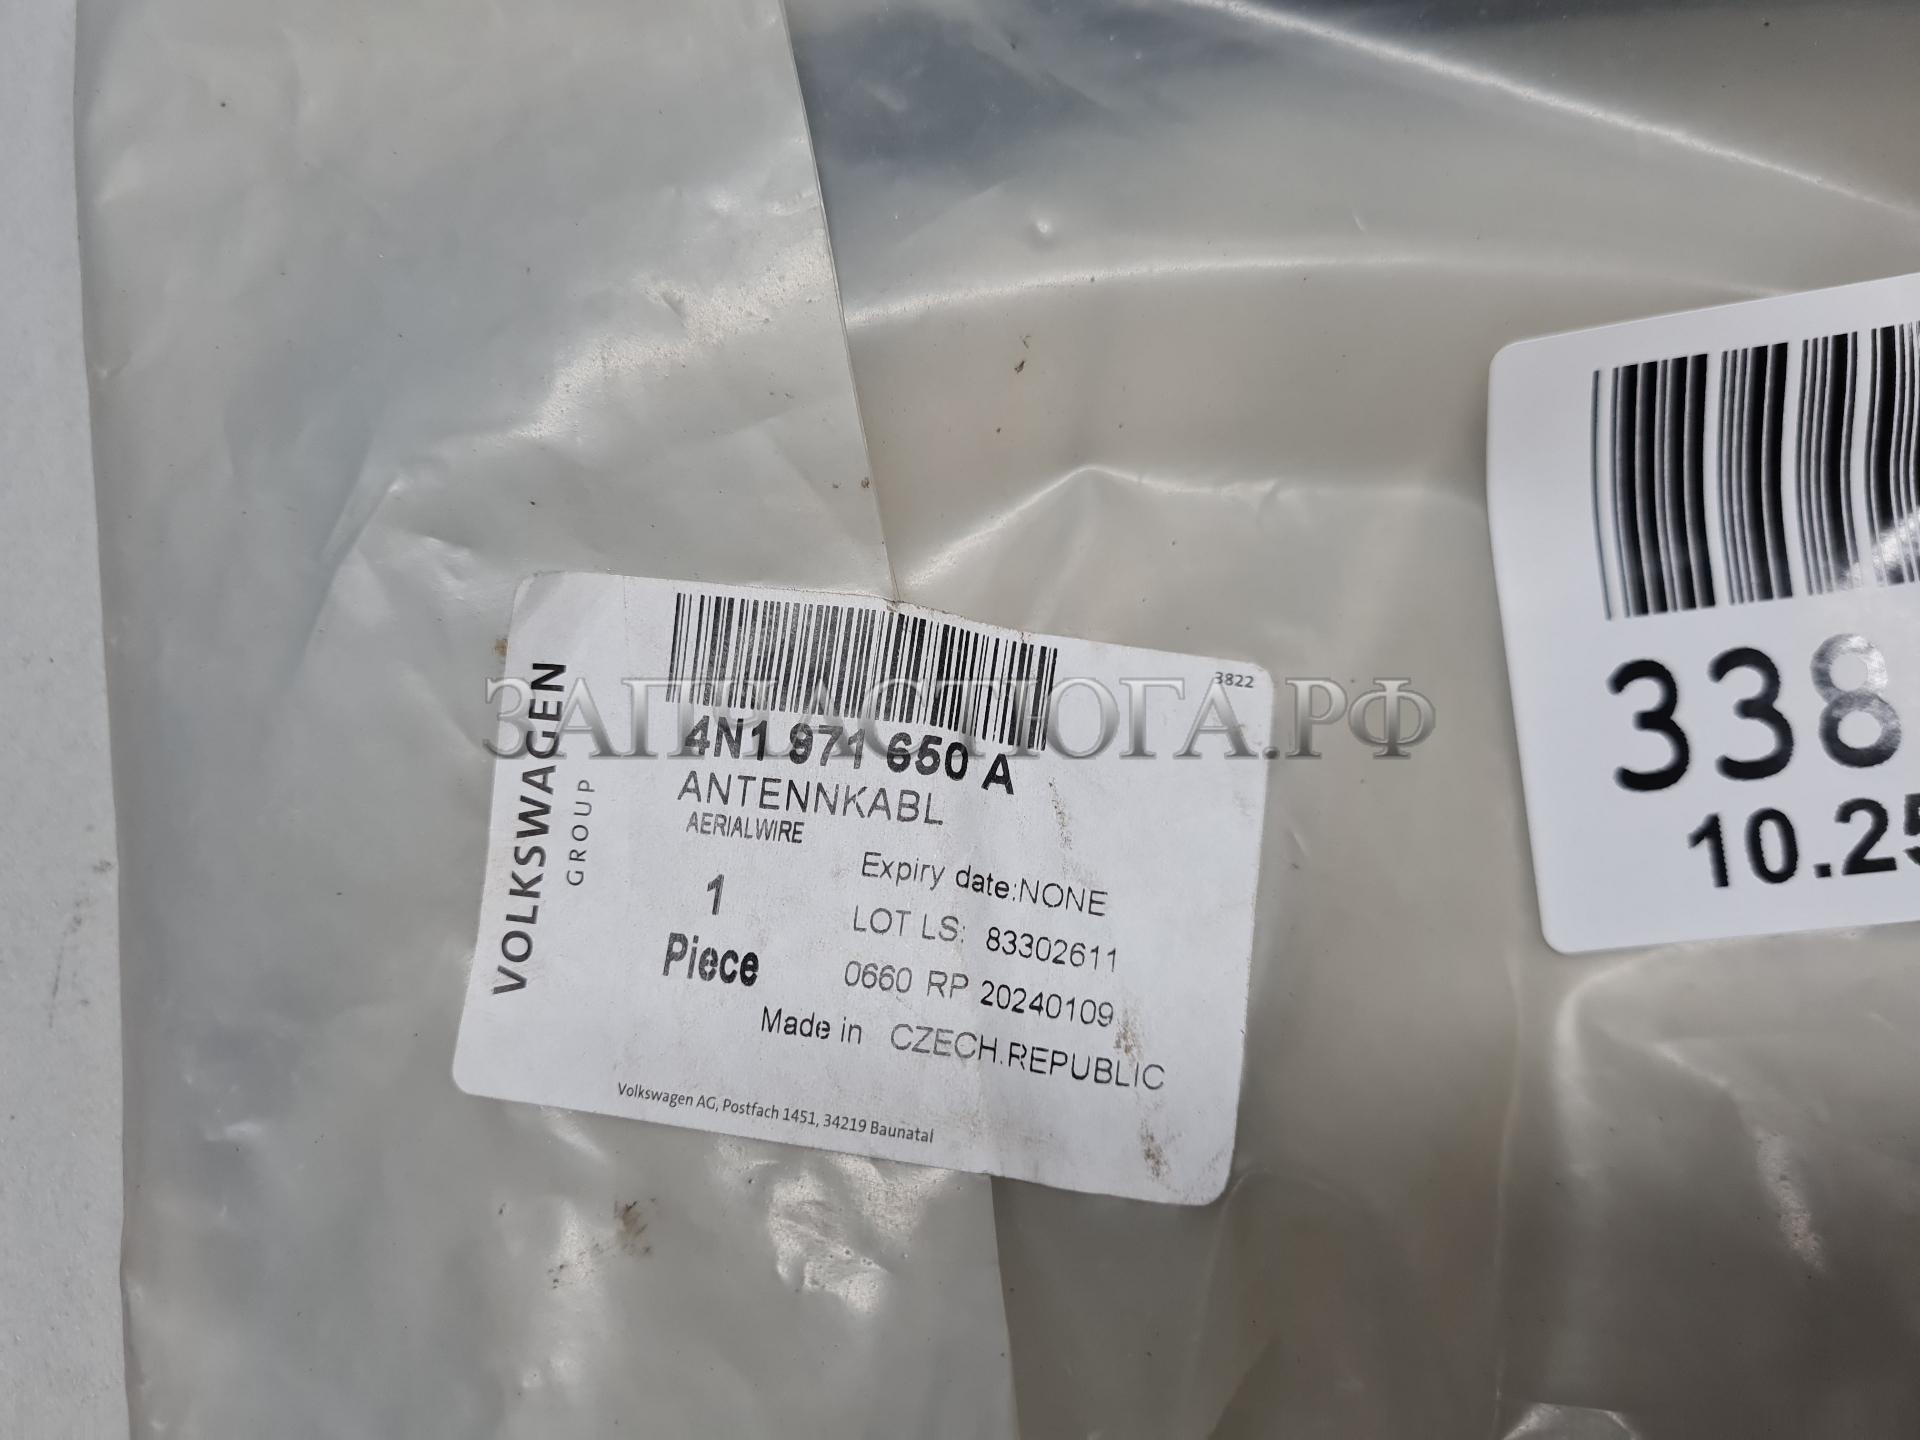 3822
4N1 971 650 A
ANTENNKABL
AERIALWIRE
VOLKSWAGEN
GROUP
1
Piece
Expiry date:NONE
LOT LS: 83302611
0660 RP 20240109
Made in CZECH.REPUBLIC
Volkswagen AG, Postfach 1451, 34219 Baunatal
338
10.25
ЗАПЧАСТЮГА.РФ